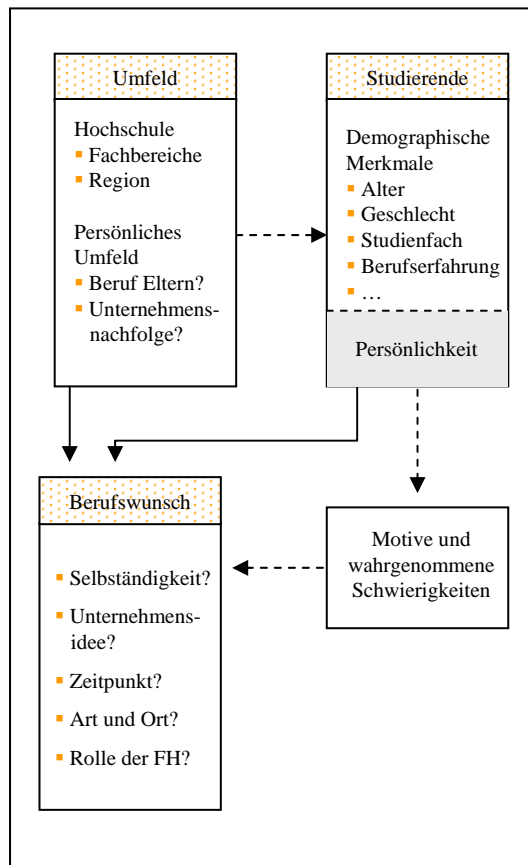 Umfeld
Hochschule
Fachbereiche
Region
Persönliches
Umfeld
Beruf Eltern?
Unternehmens-
nachfolge?
Studierende
Demographische
Merkmale
Alter
Geschlecht
Studienfach
Berufserfahrung
…
Persönlichkeit
Berufswunsch
Selbständigkeit?
Unternehmens-
idee?
Zeitpunkt?
Art und Ort?
Rolle der FH?
Motive und
wahrgenommene
Schwierigkeiten